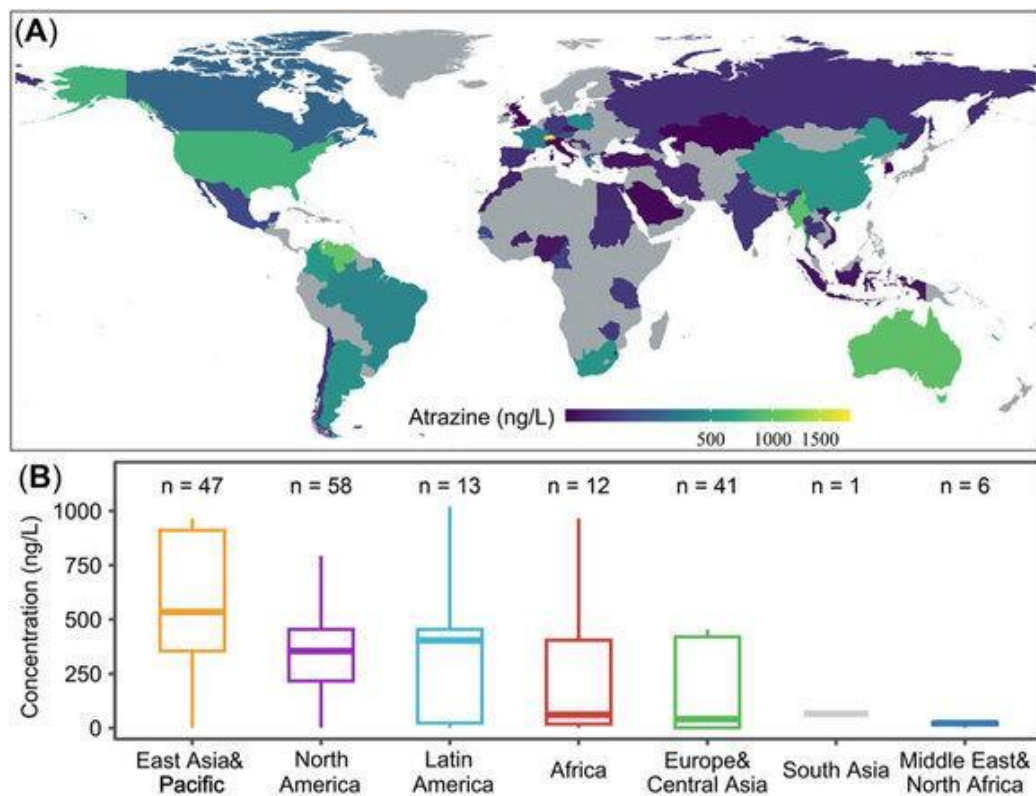 (A)
Atrazine (ng/L)
500 1000 1500
(B)
n = 47 n = 58 n = 13 n = 12 n = 41 n = 1 n = 6
Concentration (ng/L)
1000
750
500
250
0
East Asia&
Pacific
North
America
Latin
America
Africa
Europe&
Central Asia
South Asia
Middle East&
North Africa